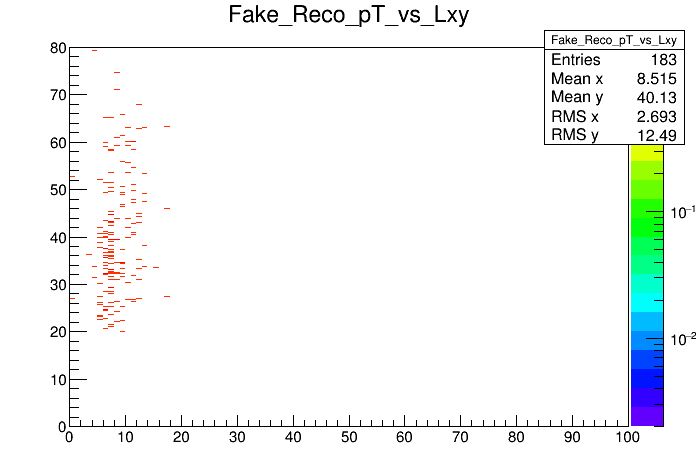 Fake_Reco_pT_vs_Lxy
Fake_Reco_pT_vs_Lxy
Entries 183
Mean x 8.515
Mean y 40.13
RMS x 2.693
RMS y 12.49
80
70
60
50
40
30
20
10
0
0 10 20 30 40 50 60 70 80 90 100
10⁻¹
10⁻²